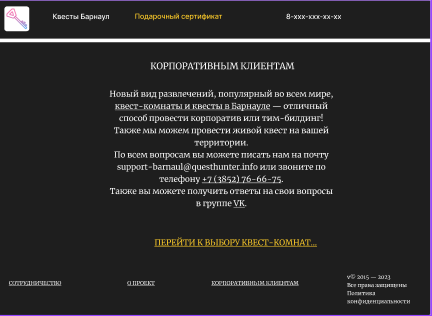 Квесты Барнаул
Подарочный сертификат
8-xxx-xxx-xx-xx
КОРПОРАТИВНЫМ КЛИЕНТАМ
Новый вид развлечений, популярный во всем мире,
квест-комнаты и квесты в Барнауле — отличный
способ провести корпоратив или тим-билдинг!
Также мы можем провести живой квест на вашей
территории.
По всем вопросам вы можете писать нам на почту
support-barnaul@questhunter.info или звоните по
телефону +7 (3852) 76-66-75.
Также вы можете получить ответы на свои вопросы
в группе VK.
ПЕРЕЙТИ К ВЫБОРУ КВЕСТ-КОМНАТ...
СОТРУДНИЧЕСТВО
О ПРОЕКТ
КОРПОРАТИВНЫМ КЛИЕНТАМ
v© 2015 — 2023
Все права защищены
Политика
конфиденциальности